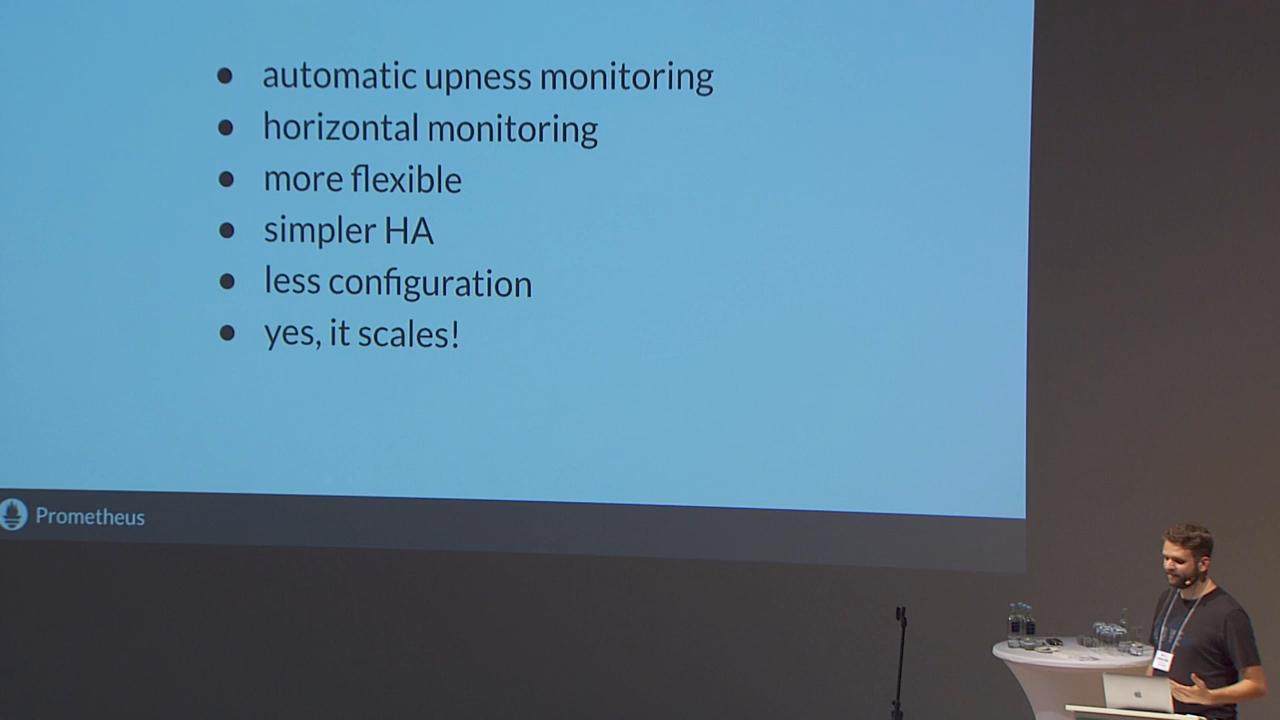 ● automatic upness monitoring
● horizontal monitoring
● more flexible
● simpler HA
● less configuration
● yes, it scales!
Prometheus